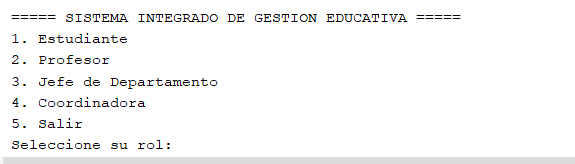 ===== SISTEMA INTEGRADO DE GESTION EDUCATIVA =====
1. Estudiante
2. Profesor
3. Jefe de Departamento
4. Coordinadora
5. Salir
Seleccione su rol: